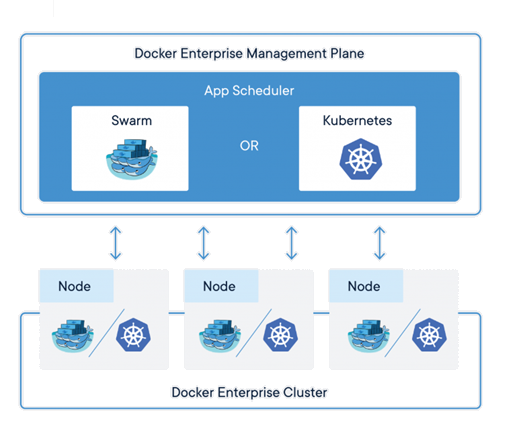 Docker Enterprise Management Plane
App Scheduler
Swarm
OR
Kubernetes
Node
Node
Node
Docker Enterprise Cluster